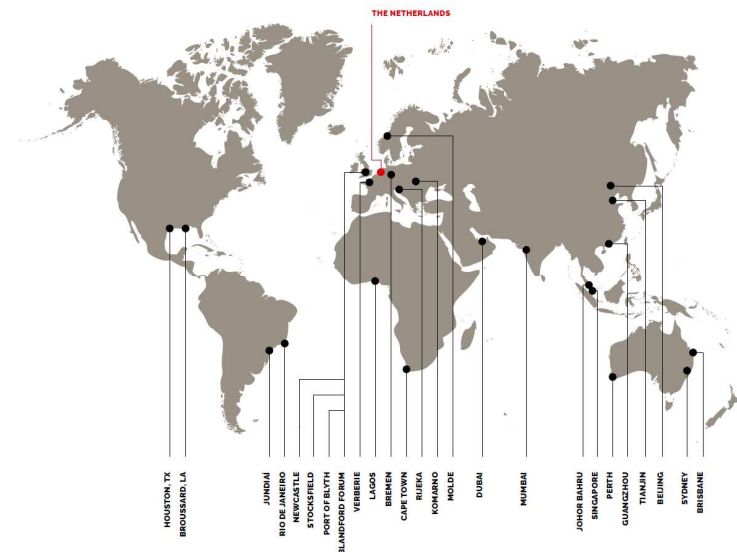 THE NETHERLANDS
HOUSTON, TX
BROUSSARD, LA
JUNDIAÍ
RIO DE JANEIRO
NEWCASTLE
STOCKSFIELD
PORT OF BLYTH
BLANDFORD FORUM
VERBERIE
LAGOS
BREMEN
CAPE TOWN
RIJEKA
KOMARNO
MOLDE
DUBAI
MUMBAI
JOHOR BAHRU
SINGAPORE
PERTH
GUANGZHOU
TIANJIN
BEIJING
SYDNEY
BRISBANE